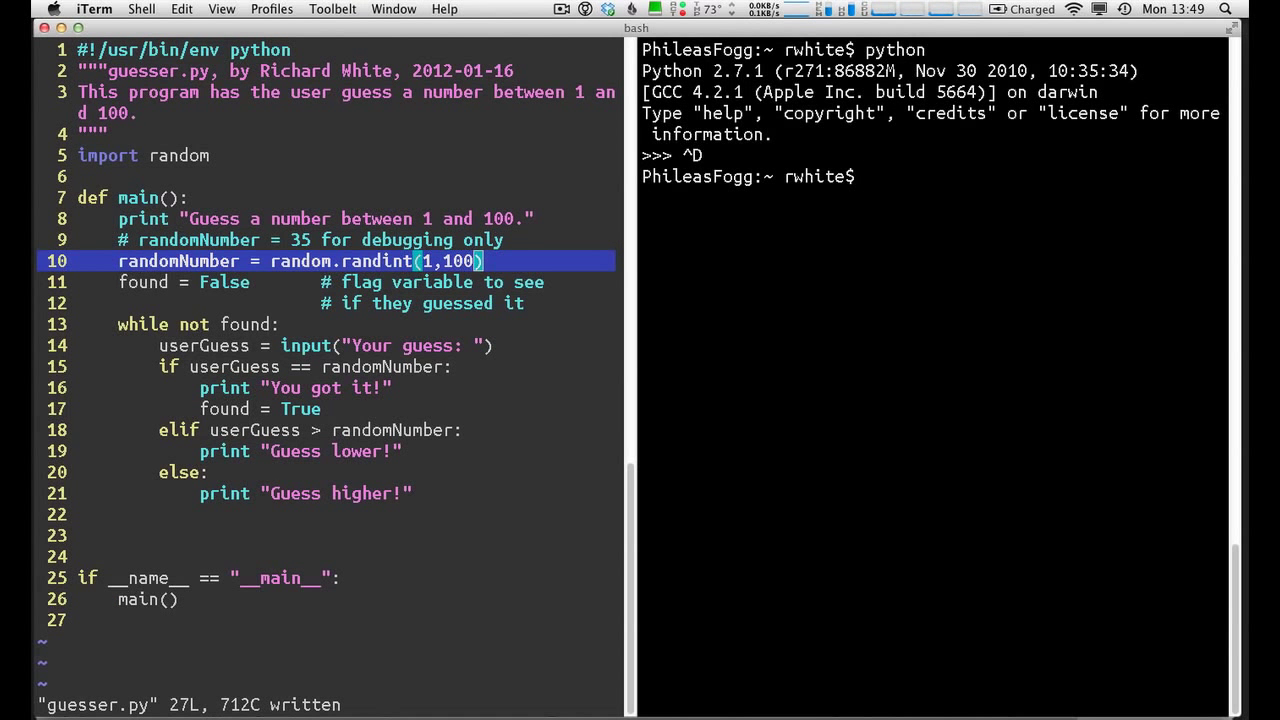 iTerm Shell Edit View Profiles Toolbelt Window Help 73° 0.0KB/s 0.1KB/s Charged Mon 13:49
bash
1 #!/usr/bin/env python
2 """guesser.py, by Richard White, 2012-01-16
3 This program has the user guess a number between 1 an
d 100.
4 """
5 import random
6
7 def main():
8 print "Guess a number between 1 and 100."
9 # randomNumber = 35 for debugging only
10 randomNumber = random.randint(1,100)
11 found = False # flag variable to see
12 # if they guessed it
13 while not found:
14 userGuess = input("Your guess: ")
15 if userGuess == randomNumber:
16 print "You got it!"
17 found = True
18 elif userGuess > randomNumber:
19 print "Guess lower!"
20 else:
21 print "Guess higher!"
22
23
24
25 if __name__ == "__main__":
26 main()
27
~
~
~
"guesser.py" 27L, 712C written
PhileasFogg:~ rwhite$ python
Python 2.7.1 (r271:86882M, Nov 30 2010, 10:35:34)
[GCC 4.2.1 (Apple Inc. build 5664)] on darwin
Type "help", "copyright", "credits" or "license" for more
information.
>>> ^D
PhileasFogg:~ rwhite$